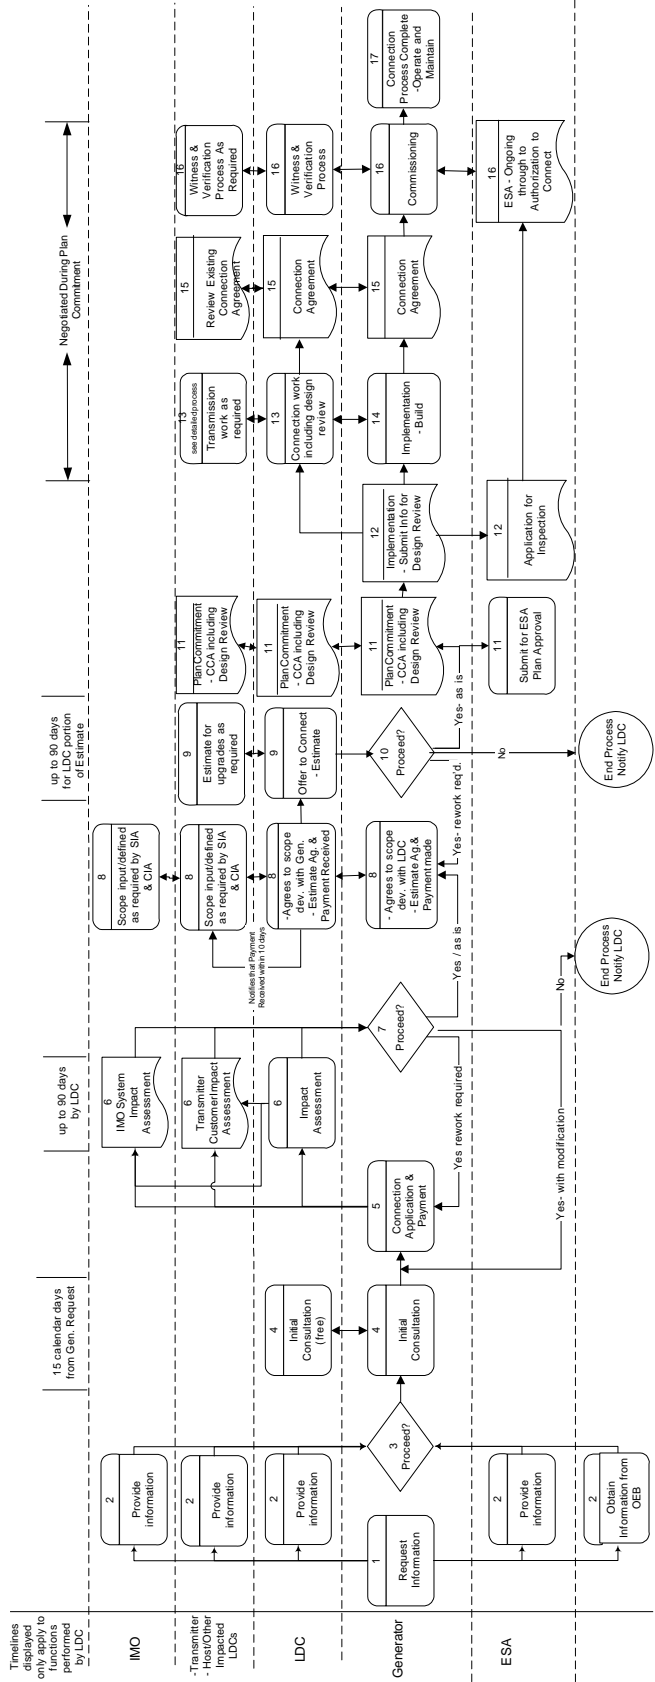 Timelines
displayed
only apply to
functions
performed
by LDC
15 calendar days
from Gen. Request
up to 90 days
by LDC
up to 90 days
for LDC portion
of Estimate
Negotiated During Plan
Commitment
IMO
2
Provide
information
6
IMO System
Impact
Assessment
8
Scope input/defined
as required by SIA
& CIA
-Transmitter
- Host/Other
Impacted
LDCs
2
Provide
information
6
Transmitter
CustomerImpact
Assessment
8
Scope input/defined
as required by SIA
& CIA
9
Estimate for
upgrades as
required
11
PlanCommitment
- CCA including
Design Review
13
see detailed process
Transmission
work as
required
15
Review Existing
Connection
Agreement
16
Witness &
Verification
Process As
Required
Notifies that Payment
Received within 10 days
LDC
2
Provide
information
4
Initial
Consultation
(free)
6
Impact
Assessment
8
-Agrees to scope
dev. with Gen.
- Estimate Ag. &
Payment Received
9
Offer to Connect
- Estimate
11
PlanCommitment
- CCA including
Design Review
13
Connection work
including design
review
15
Connection
Agreement
16
Witness &
Verification
Process
Generator
1
Request
Information
3
Proceed?
4
Initial
Consultation
5
Connection
Application &
Payment
7
Proceed?
8
- Agrees to scope
dev. with LDC
- Estimate Ag.&
Payment made
10
Proceed?
11
PlanCommitment
- CCA including
Design Review
12
Implementation
- Submit Info for
Design Review
14
Implementation
- Build
15
Connection
Agreement
16
Commissioning
17
Connection
Process Complete
-Operate and
Maintain
Yes rework required
Yes / as is
Yes- rework req'd.
Yes- as is
ESA
2
Provide
information
11
Submit for ESA
Plan Approval
12
Application for
Inspection
16
ESA - Ongoing
through to
Authorization to
Connect
No
No
Yes- with modification
2
Obtain
Information from
OEB
End Process
Notify LDC
End Process
Notify LDC